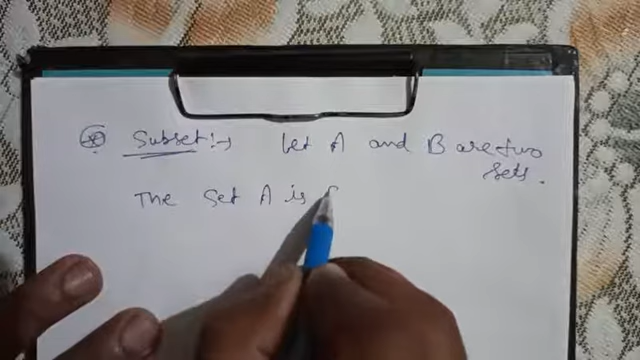 Subset :→ Let A and B are two
sets.
The set A is